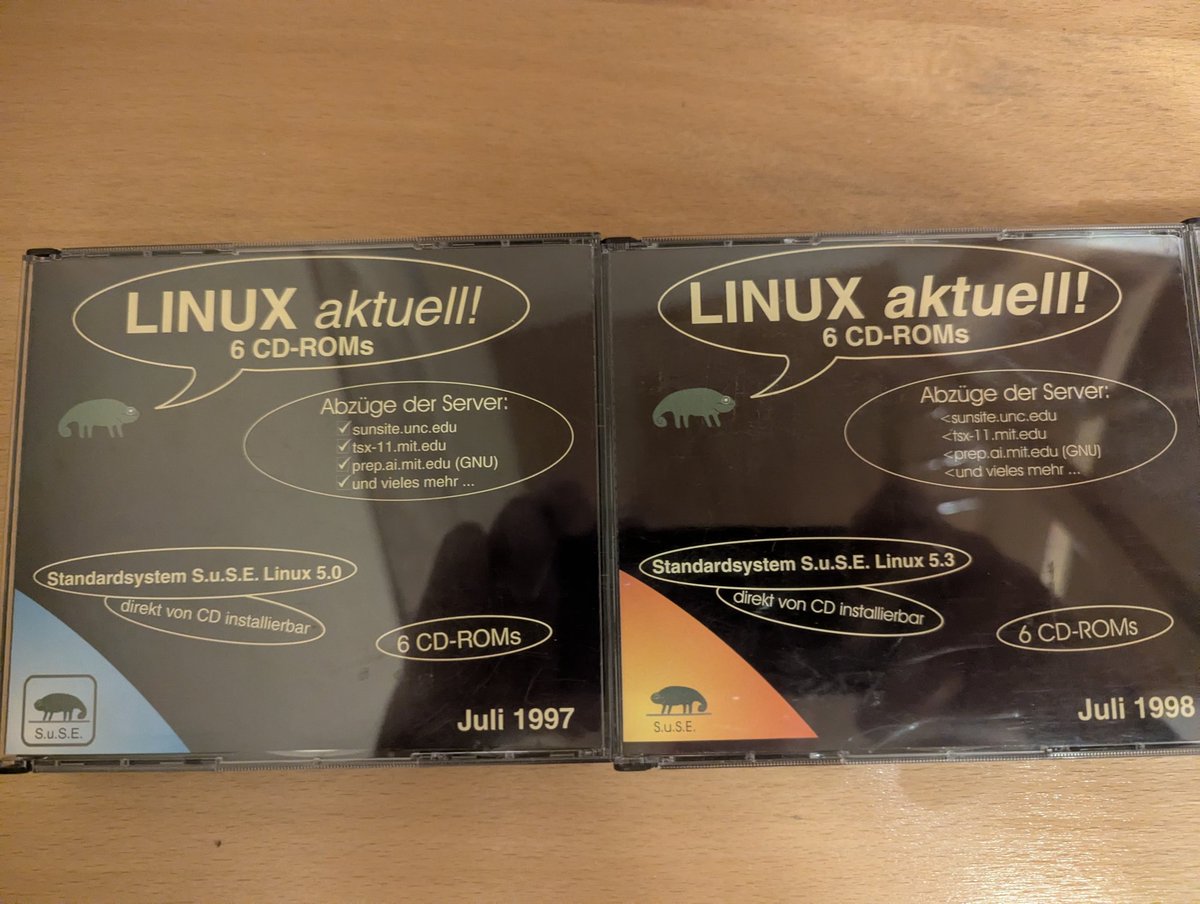 LINUX aktuell!
6 CD-ROMs
Abzüge der Server:
✓sunsite.unc.edu
✓tsx-11.mit.edu
✓prep.ai.mit.edu (GNU)
✓und vieles mehr ...
Standardsystem S.u.S.E. Linux 5.0
direkt von CD installierbar
6 CD-ROMs
S.u.S.E.
Juli 1997
LINUX aktuell!
6 CD-ROMs
Abzüge der Server:
<sunsite.unc.edu
<tsx-11.mit.edu
<prep.ai.mit.edu (GNU)
<und vieles mehr ...
Standardsystem S.u.S.E. Linux 5.3
direkt von CD installierbar
6 CD-ROMs
S.u.S.E.
Juli 1998